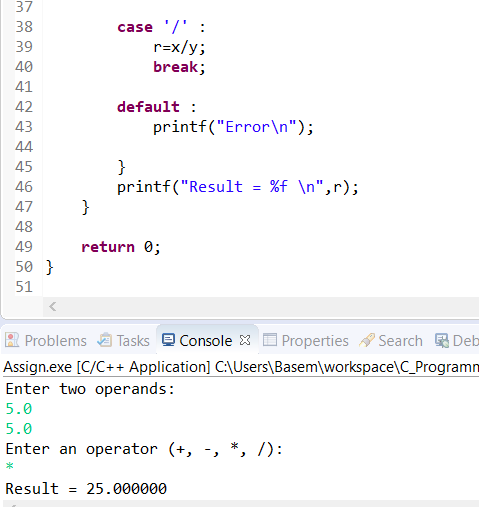 37
38 case '/' :
39 r=x/y;
40 break;
41
42 default :
43 printf("Error\n");
44
45 }
46 printf("Result = %f \n",r);
47 }
48
49 return 0;
50 }
51
Problems Tasks Console Properties Search Deb
Assign.exe [C/C++ Application] C:\Users\Basem\workspace\C_Programm
Enter two operands:
5.0
5.0
Enter an operator (+, -, *, /):
*
Result = 25.000000